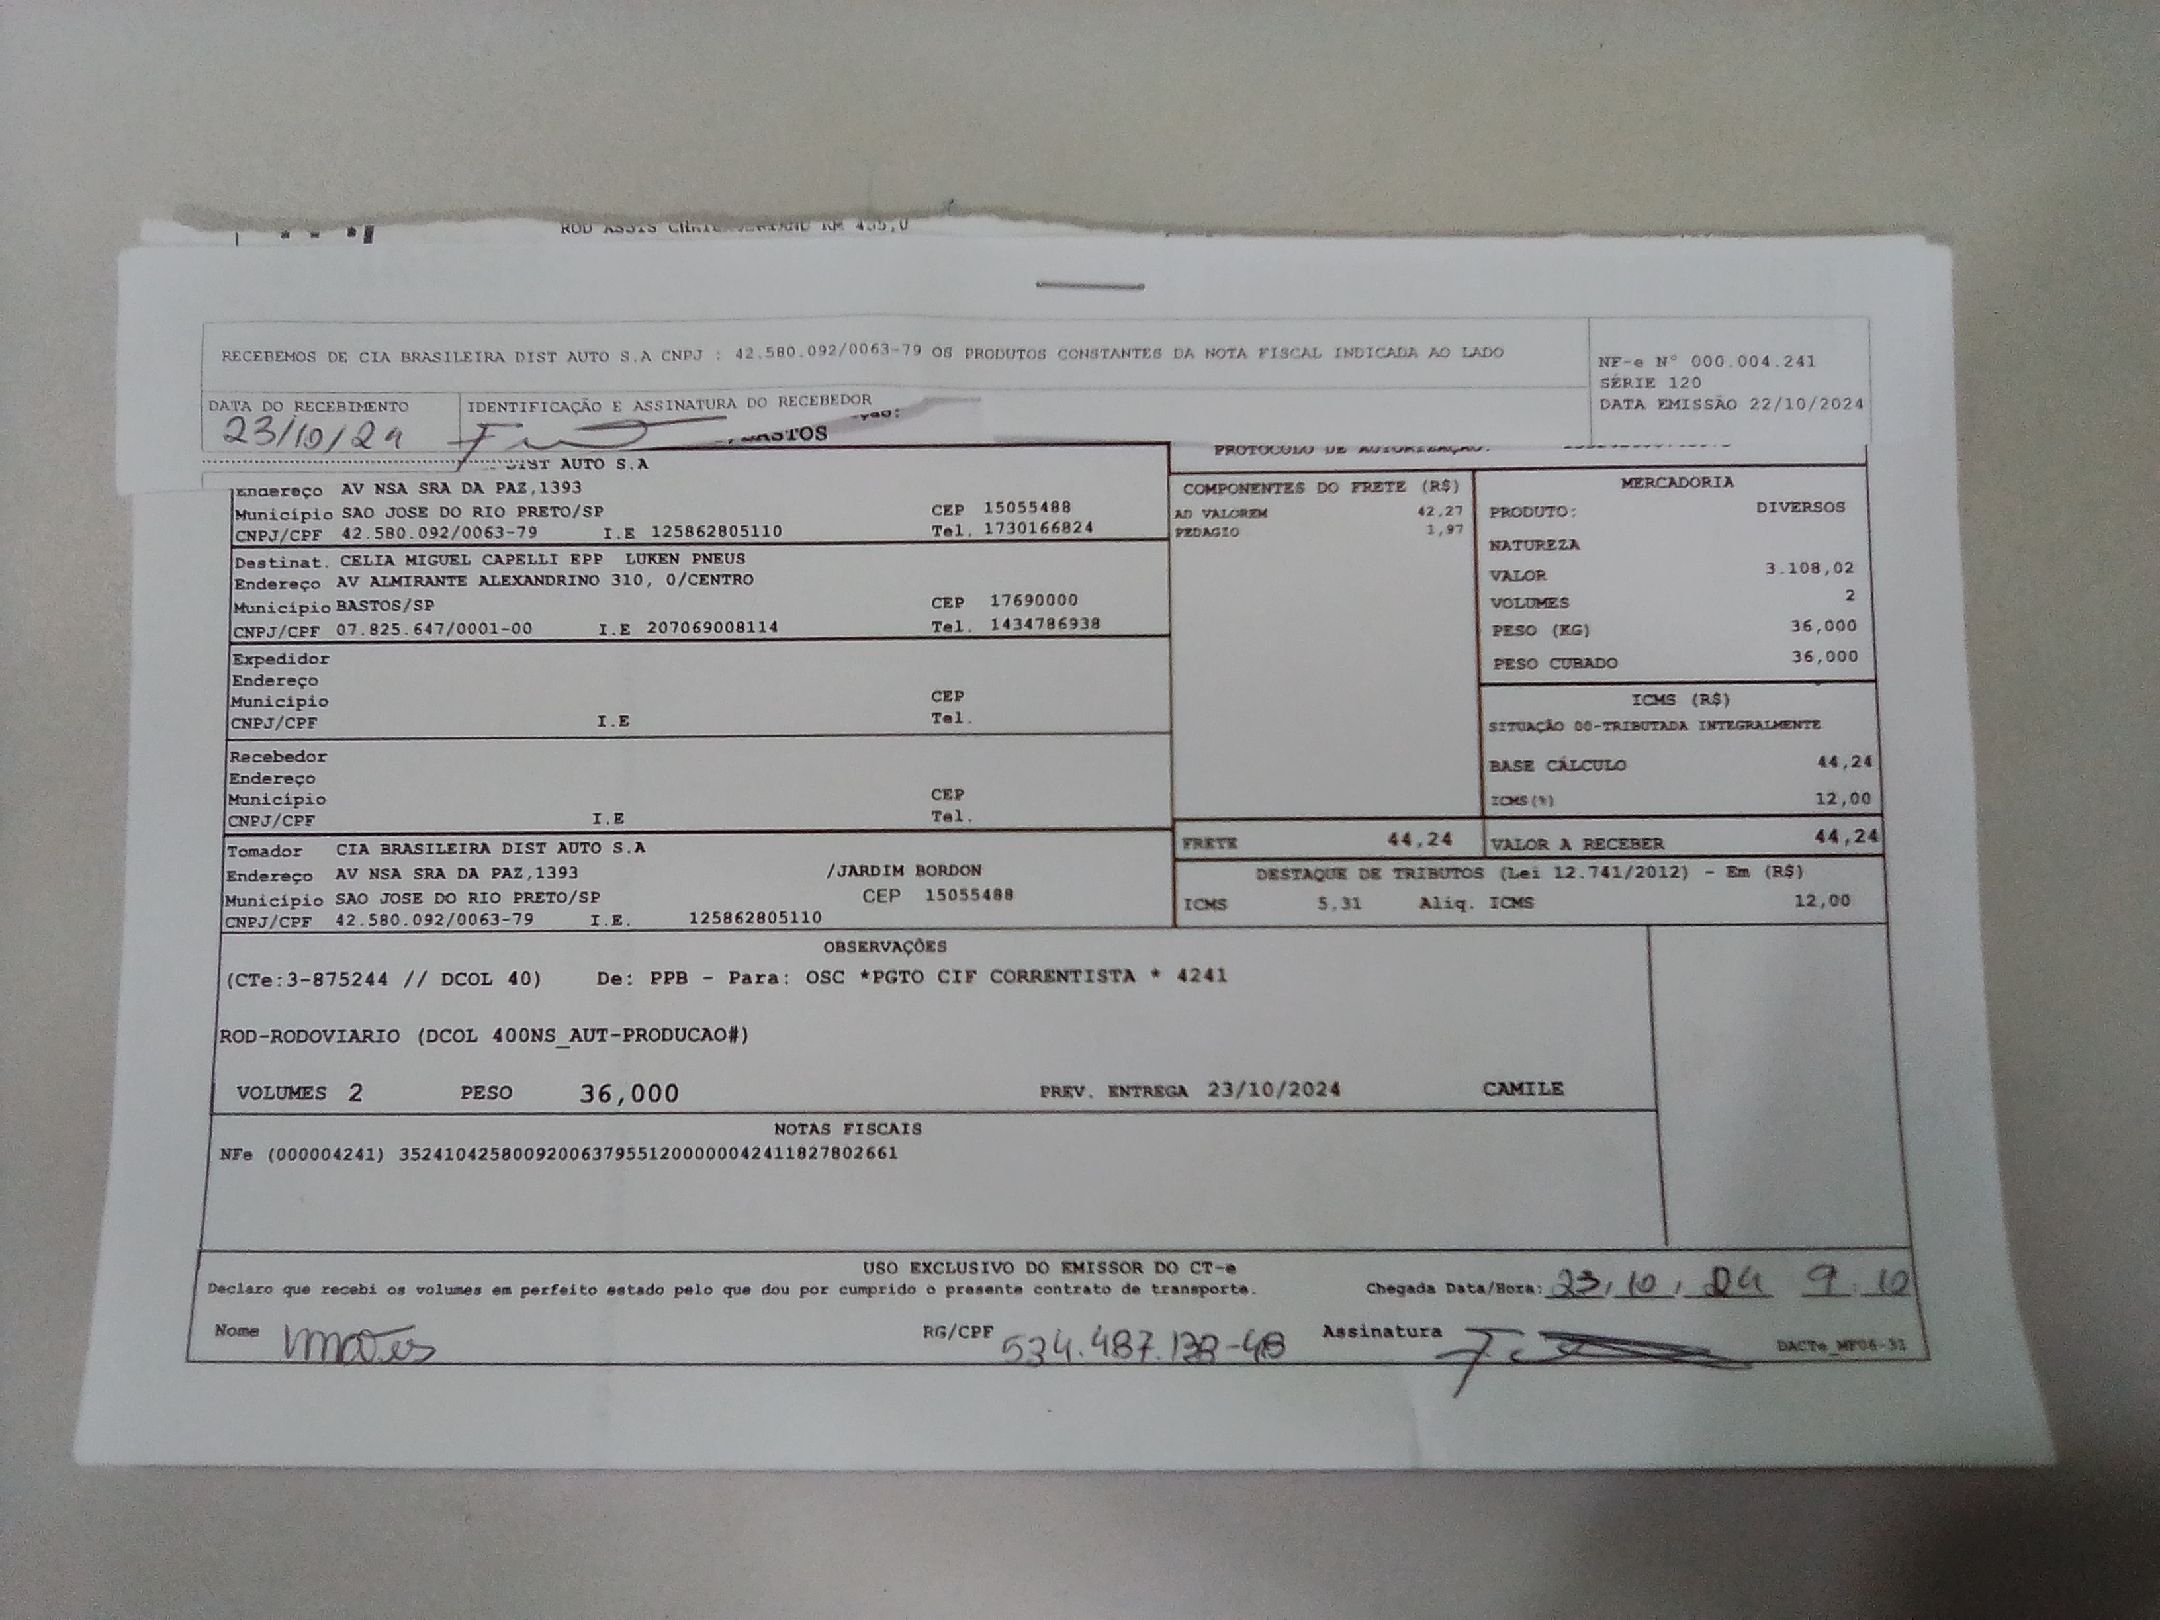 ROD ASSIS KM 455,0
RECEBEMOS DE CIA BRASILEIRA DIST AUTO S.A CNPJ : 42.580.092/0063-79 OS PRODUTOS CONSTANTES DA NOTA FISCAL INDICADA AO LADO
NF-e N° 000.004.241
SÉRIE 120
DATA EMISSÃO 22/10/2024
DATA DO RECEBIMENTO
23/10/24
IDENTIFICAÇÃO E ASSINATURA DO RECEBEDOR
BASTOS
DIST AUTO S.A
PROTOCOLO DE AUTORIZAÇÃO:
Endereço AV NSA SRA DA PAZ,1393
Município SAO JOSE DO RIO PRETO/SP CEP 15055488
CNPJ/CPF 42.580.092/0063-79 I.E 125862805110 Tel. 1730166824
Destinat. CELIA MIGUEL CAPELLI EPP LUKEN PNEUS
Endereço AV ALMIRANTE ALEXANDRINO 310, 0/CENTRO
Município BASTOS/SP CEP 17690000
CNPJ/CPF 07.825.647/0001-00 I.E 207069008114 Tel. 1434786938
Expedidor
Endereço
Município CEP
CNPJ/CPF I.E Tel.
Recebedor
Endereço
Município CEP
CNPJ/CPF I.E Tel.
Tomador CIA BRASILEIRA DIST AUTO S.A
Endereço AV NSA SRA DA PAZ,1393 /JARDIM BORDON
Município SAO JOSE DO RIO PRETO/SP CEP 15055488
CNPJ/CPF 42.580.092/0063-79 I.E. 125862805110
COMPONENTES DO FRETE (R$)
AD VALOREM 42,27
PEDAGIO 1,97
FRETE 44,24
MERCADORIA
PRODUTO: DIVERSOS
NATUREZA
VALOR 3.108,02
VOLUMES 2
PESO (KG) 36,000
PESO CUBADO 36,000
ICMS (R$)
SITUAÇÃO 00-TRIBUTADA INTEGRALMENTE
BASE CÁLCULO 44,24
ICMS(%) 12,00
VALOR A RECEBER 44,24
DESTAQUE DE TRIBUTOS (Lei 12.741/2012) - Em (R$)
ICMS 5.31 Aliq. ICMS 12,00
OBSERVAÇÕES
(CTe:3-875244 // DCOL 40) De: PPB - Para: OSC *PGTO CIF CORRENTISTA * 4241
ROD-RODOVIARIO (DCOL 400NS_AUT-PRODUCAO#)
VOLUMES 2 PESO 36,000 PREV. ENTREGA 23/10/2024 CAMILE
NOTAS FISCAIS
NFe (000004241) 35241042580092006379551200000042411827802661
USO EXCLUSIVO DO EMISSOR DO CT-e
Declaro que recebi os volumes em perfeito estado pelo que dou por cumprido o presente contrato de transporte. Chegada Data/Hora: 23/10/24 9:10
Nome RG/CPF 534.487.138-48 Assinatura DACTe_MF06-31